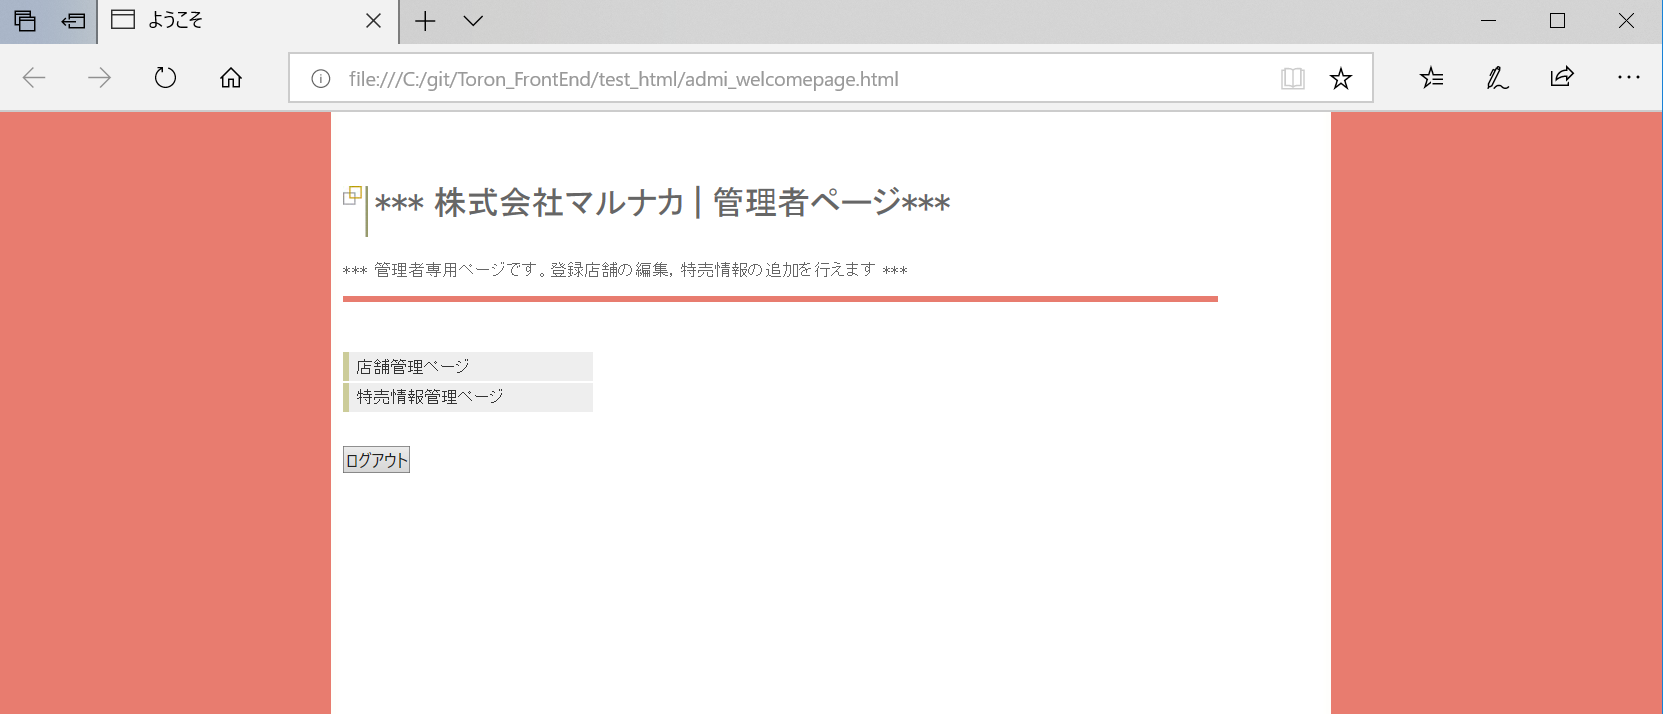 ようこそ
file:///C:/git/Toron_FrontEnd/test_html/admi_welcomepage.html
*** 株式会社マルナカ | 管理者ページ***
*** 管理者専用ページです。登録店舗の編集, 特売情報の追加を行えます ***
店舗管理ページ
特売情報管理ページ
ログアウト